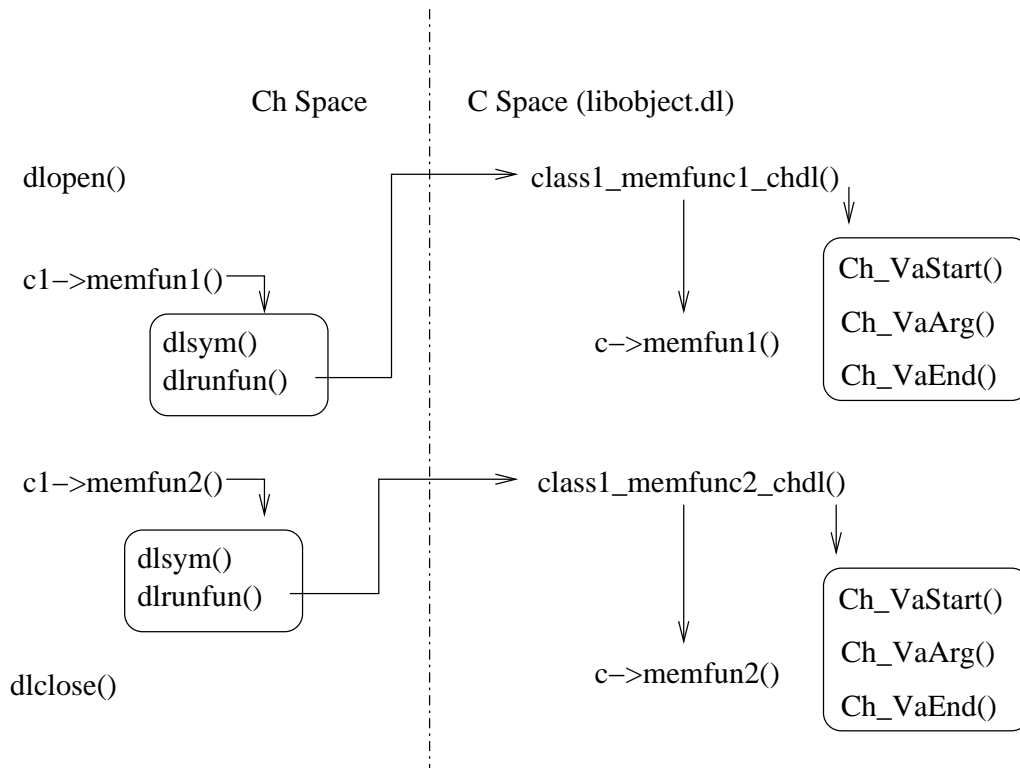 Ch Space
C Space (libobject.dl)
dlopen()
class1_memfunc1_chdl()
c1−>memfun1()
dlsym()
dlrunfun()
c−>memfun1()
Ch_VaStart()
Ch_VaArg()
Ch_VaEnd()
c1−>memfun2()
class1_memfunc2_chdl()
dlsym()
dlrunfun()
c−>memfun2()
Ch_VaStart()
Ch_VaArg()
Ch_VaEnd()
dlclose()